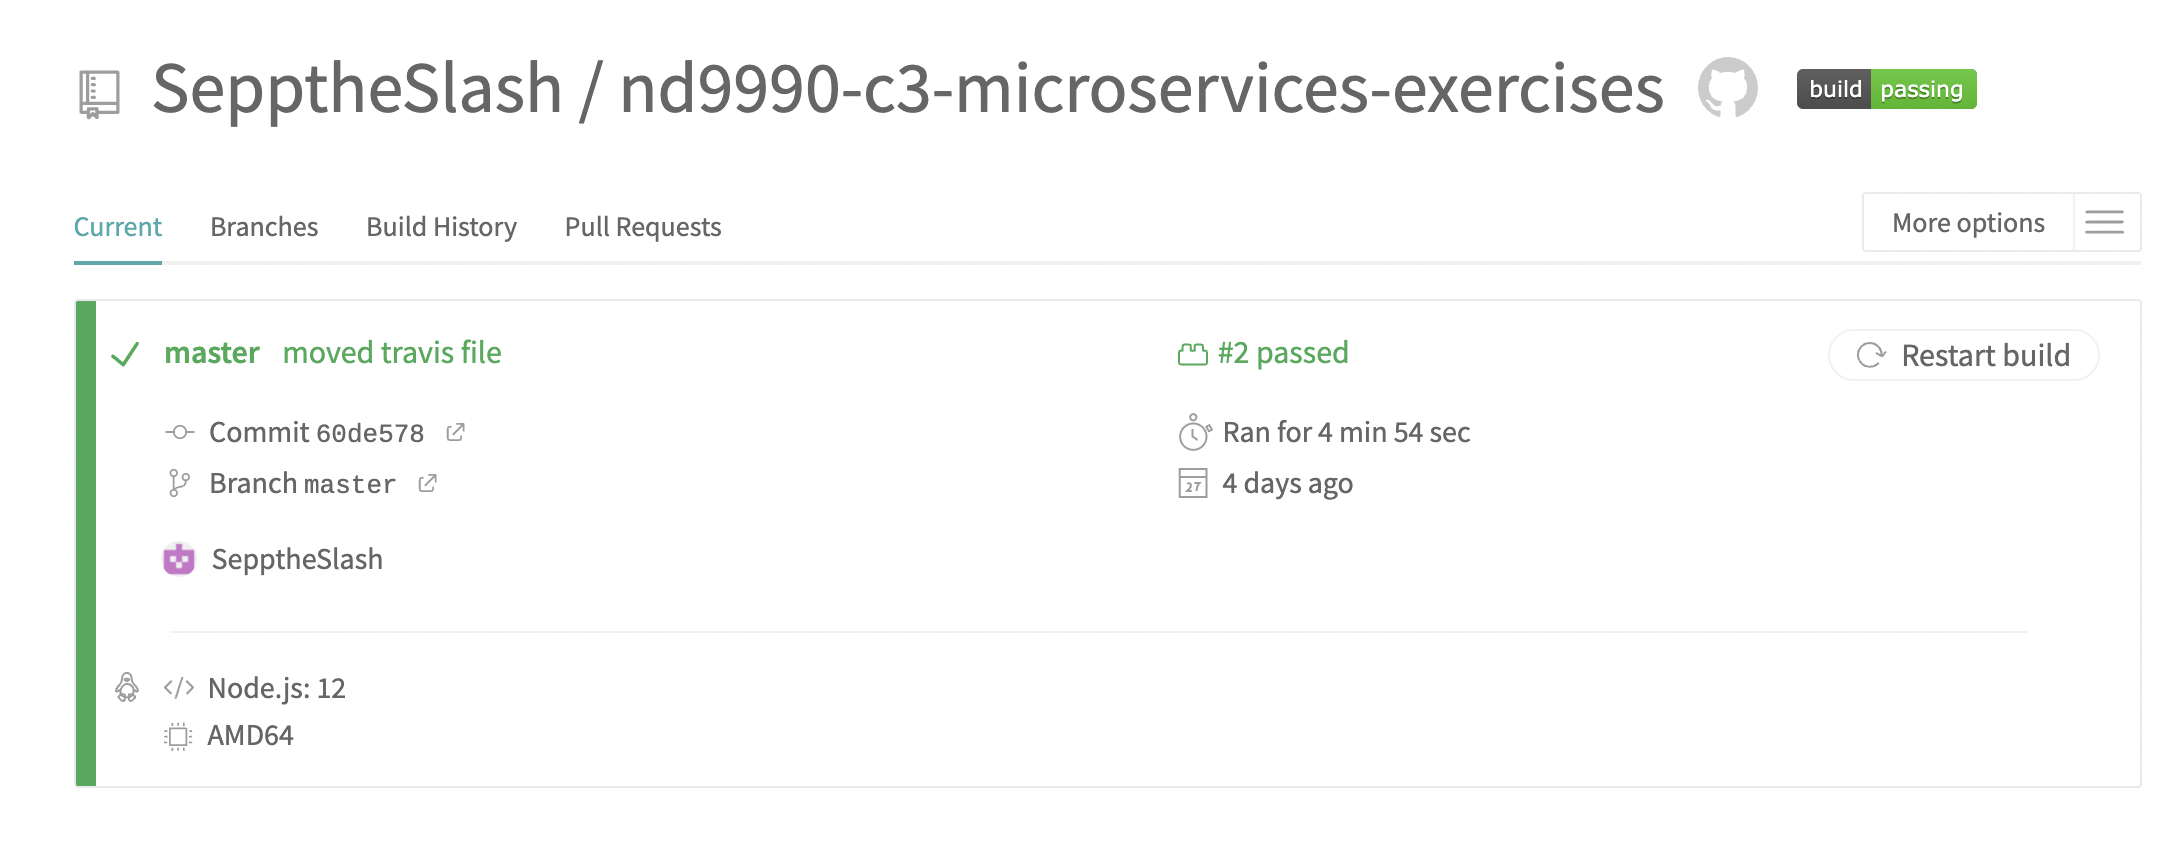 SepptheSlash / nd9990-c3-microservices-exercises build passing
Current Branches Build History Pull Requests More options
master moved travis file #2 passed Restart build
Commit 60de578 Ran for 4 min 54 sec
Branch master 27 4 days ago
SepptheSlash
</> Node.js: 12
AMD64